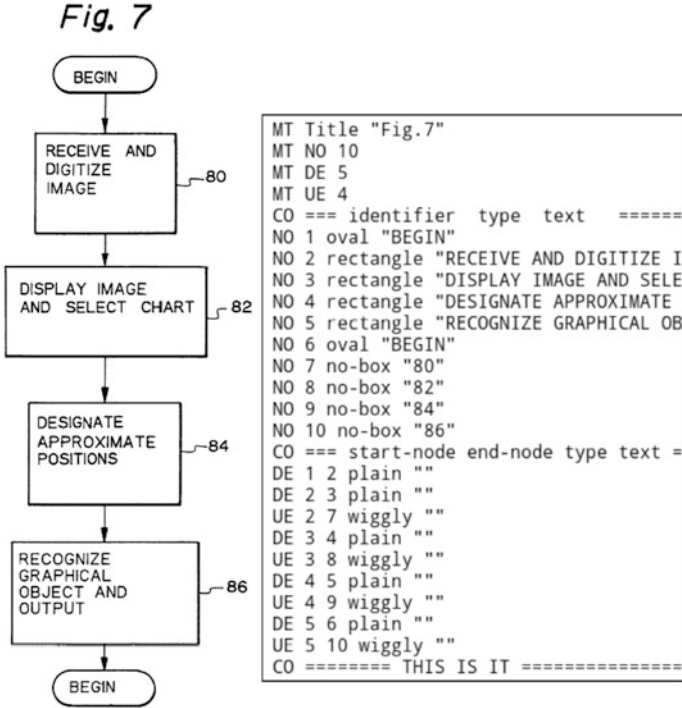 Fig. 7
BEGIN
RECEIVE AND
DIGITIZE
IMAGE
80
DISPLAY IMAGE
AND SELECT CHART
82
DESIGNATE
APPROXIMATE
POSITIONS
84
RECOGNIZE
GRAPHICAL
OBJECT AND
OUTPUT
86
BEGIN
MT Title "Fig.7"
MT NO 10
MT DE 5
MT UE 4
CO === identifier type text ======
NO 1 oval "BEGIN"
NO 2 rectangle "RECEIVE AND DIGITIZE I
NO 3 rectangle "DISPLAY IMAGE AND SELE
NO 4 rectangle "DESIGNATE APPROXIMATE
NO 5 rectangle "RECOGNIZE GRAPHICAL OB
NO 6 oval "BEGIN"
NO 7 no-box "80"
NO 8 no-box "82"
NO 9 no-box "84"
NO 10 no-box "86"
CO === start-node end-node type text =
DE 1 2 plain ""
DE 2 3 plain ""
UE 2 7 wiggly ""
DE 3 4 plain ""
UE 3 8 wiggly ""
DE 4 5 plain ""
UE 4 9 wiggly ""
DE 5 6 plain ""
UE 5 10 wiggly ""
CO ======== THIS IS IT ===============